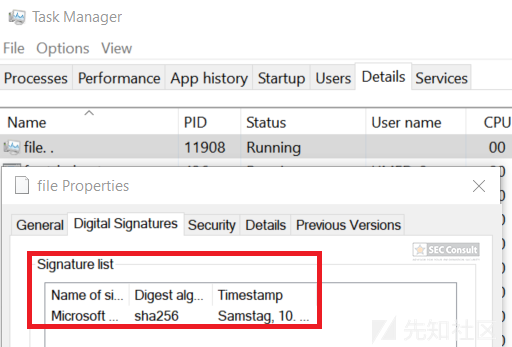 Task Manager
File Options View
Processes Performance App history Startup Users Details Services
Name PID Status User name CPU
file. . 11908 Running 00
file Properties
General Digital Signatures Security Details Previous Versions
SEC Consult
Signature list
Name of si... Digest alg... Timestamp
Microsoft ... sha256 Samstag, 10. ...
先知社区